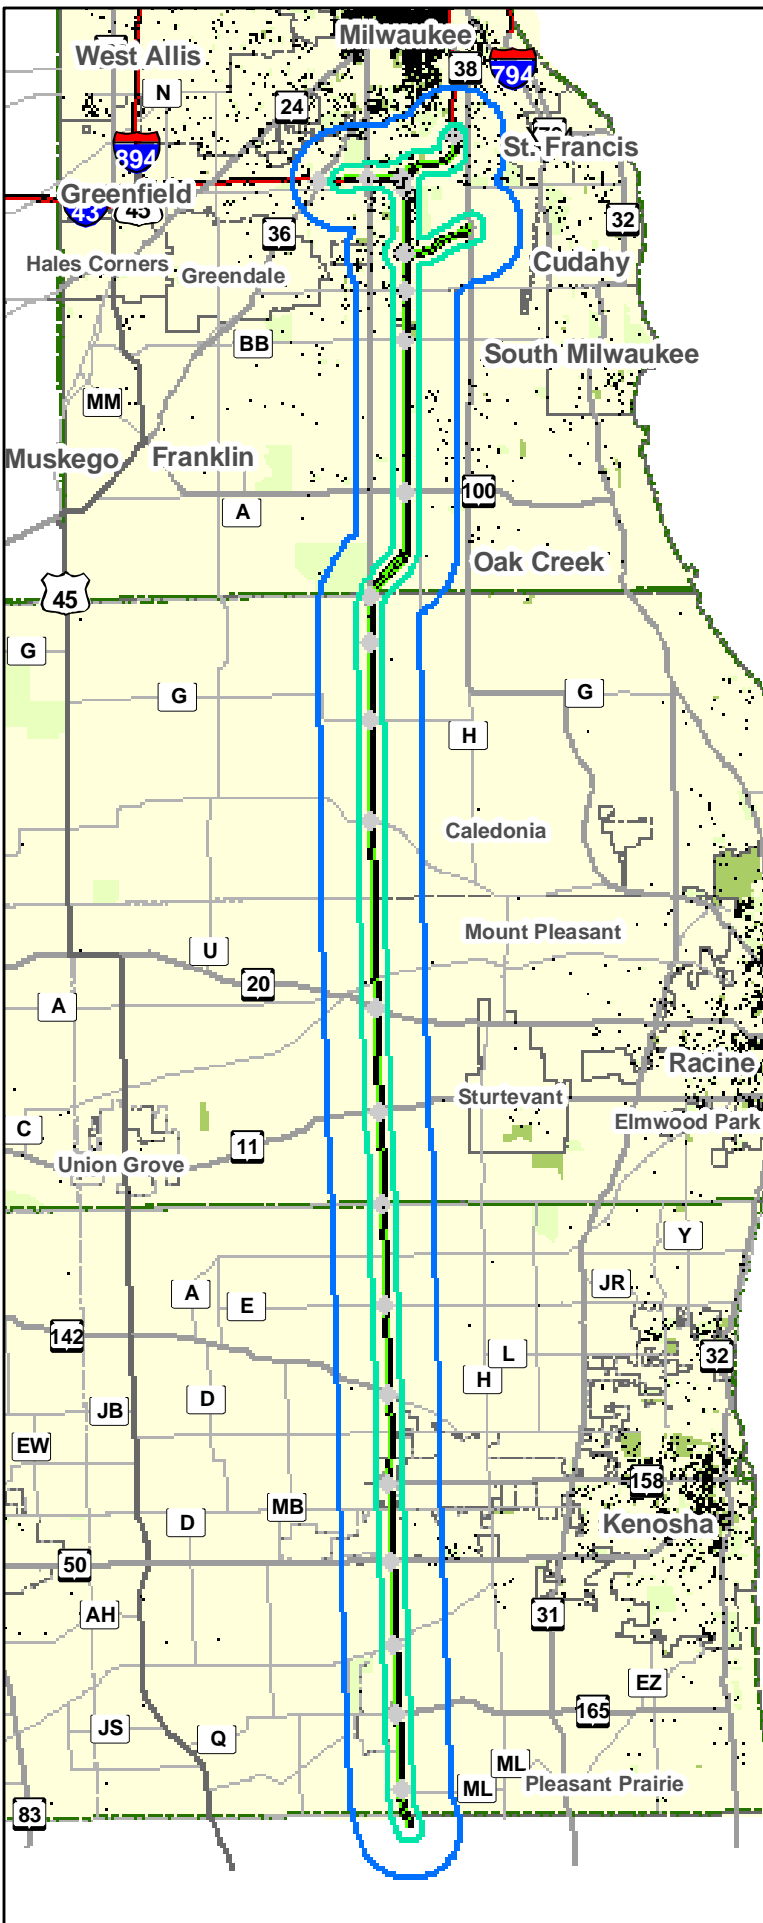 Milwaukee
West Allis
38
794
N
24
St. Francis
894
Greenfield
43
45
32
36
Hales Corners
Greendale
Cudahy
BB
South Milwaukee
MM
Muskego
Franklin
100
A
Oak Creek
45
G
G
G
H
Caledonia
Mount Pleasant
U
20
A
Racine
Sturtevant
C
Elmwood Park
11
Union Grove
Y
JR
A
E
142
L
32
H
D
JB
EW
158
MB
D
Kenosha
50
31
AH
EZ
165
JS
Q
ML
ML
Pleasant Prairie
83